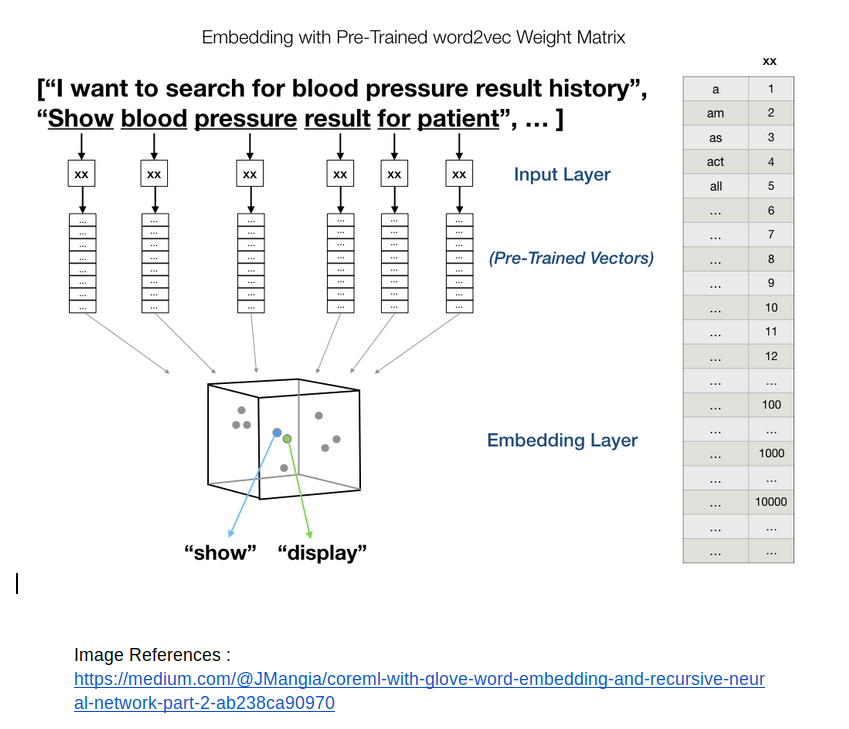 Embedding with Pre-Trained word2vec Weight Matrix
xx
[“I want to search for blood pressure result history”,
“Show blood pressure result for patient”, ... ]
xx xx xx xx xx xx
Input Layer
... ... ... ... ... ...
... ... ... ... ... ...
... ... ... ... ... ...
... ... ... ... ... ...
... ... ... ... ... ...
... ... ... ... ... ...
... ... ... ... ... ...
... ... ... ... ... ...
(Pre-Trained Vectors)
Embedding Layer
“show” “display”
a 1
am 2
as 3
act 4
all 5
... 6
... 7
... 8
... 9
... 10
... 11
... 12
... ...
... 100
... ...
... 1000
... ...
... 10000
... ...
... ...
Image References :
https://medium.com/@JMangia/coreml-with-glove-word-embedding-and-recursive-neur
al-network-part-2-ab238ca90970